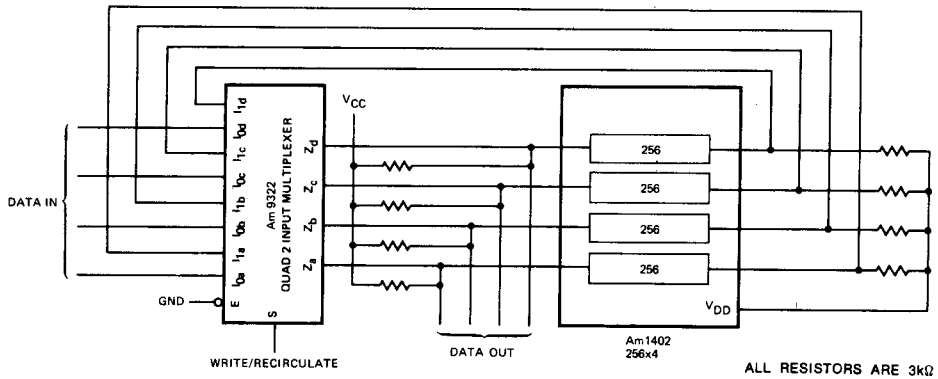 DATA IN
GND
I1d
I0d
I1c
I0c
I1b
I0b
I1a
I0a
E
S
Am 9322
QUAD 2 INPUT MULTIPLEXER
Zd
Zc
Zb
Za
WRITE/RECIRCULATE
VCC
DATA OUT
256
256
256
256
VDD
Am1402
256x4
ALL RESISTORS ARE 3kΩ